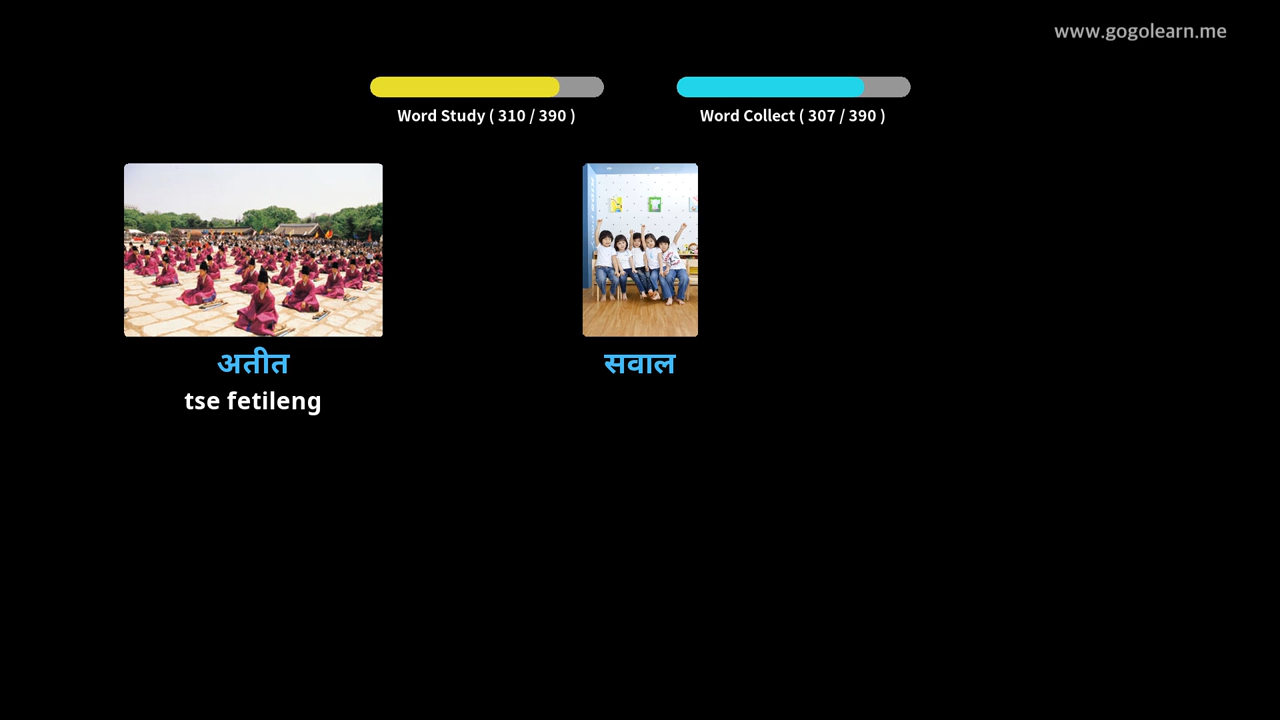 www.gogolearn.me
Word Study ( 310 / 390 )
Word Collect ( 307 / 390 )
अतीत
tse fetileng
सवाल